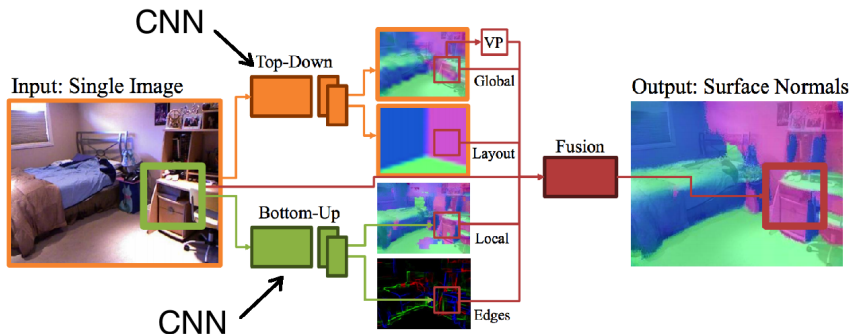 CNN
Top-Down
VP
Global
Input: Single Image
Output: Surface Normals
Layout
Fusion
Bottom-Up
Local
CNN
Edges